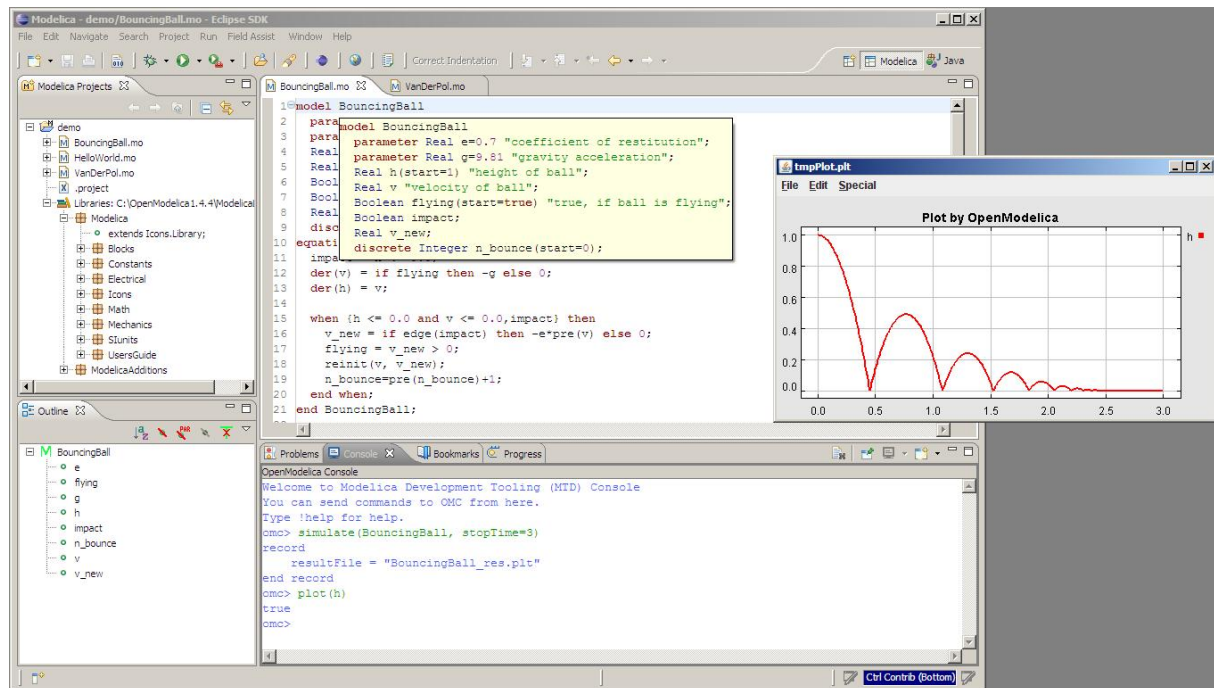 Modelica - demo/BouncingBall.mo - Eclipse SDK
File Edit Navigate Search Project Run Field Assist Window Help
Correct Indentation
Modelica Java
Modelica Projects
demo
BouncingBall.mo
HelloWorld.mo
VanDerPol.mo
.project
Libraries: C:\OpenModelica1.4.4\Modelical
Modelica
extends Icons.Library;
Blocks
Constants
Electrical
Icons
Math
Mechanics
SIunits
UsersGuide
ModelicaAdditions
Outline
BouncingBall
e
flying
g
h
impact
n_bounce
v
v_new
BouncingBall.mo VanDerPol.mo
1 model BouncingBall
2 para
3 para
4 Real
5 Real
6 Bool
7 Bool
8 Real
9 disc
10 equati
11 impa
12 der(v) = if flying then -g else 0;
13 der(h) = v;
14
15 when {h <= 0.0 and v <= 0.0,impact} then
16 v_new = if edge(impact) then -e*pre(v) else 0;
17 flying = v_new > 0;
18 reinit(v, v_new);
19 n_bounce=pre(n_bounce)+1;
20 end when;
21 end BouncingBall;
model BouncingBall
parameter Real e=0.7 "coefficient of restitution";
parameter Real g=9.81 "gravity acceleration";
Real h(start=1) "height of ball";
Real v "velocity of ball";
Boolean flying(start=true) "true, if ball is flying";
Boolean impact;
Real v_new;
discrete Integer n_bounce(start=0);
tmpPlot.plt
File Edit Special
Plot by OpenModelica
h
1.0
0.8
0.6
0.4
0.2
0.0
0.0 0.5 1.0 1.5 2.0 2.5 3.0
Problems Console Bookmarks Progress
OpenModelica Console
Welcome to Modelica Development Tooling (MTD) Console
You can send commands to OMC from here.
Type !help for help.
omc> simulate(BouncingBall, stopTime=3)
record
resultFile = "BouncingBall_res.plt"
end record
omc> plot(h)
true
omc>
Ctrl Contrib (Bottom)